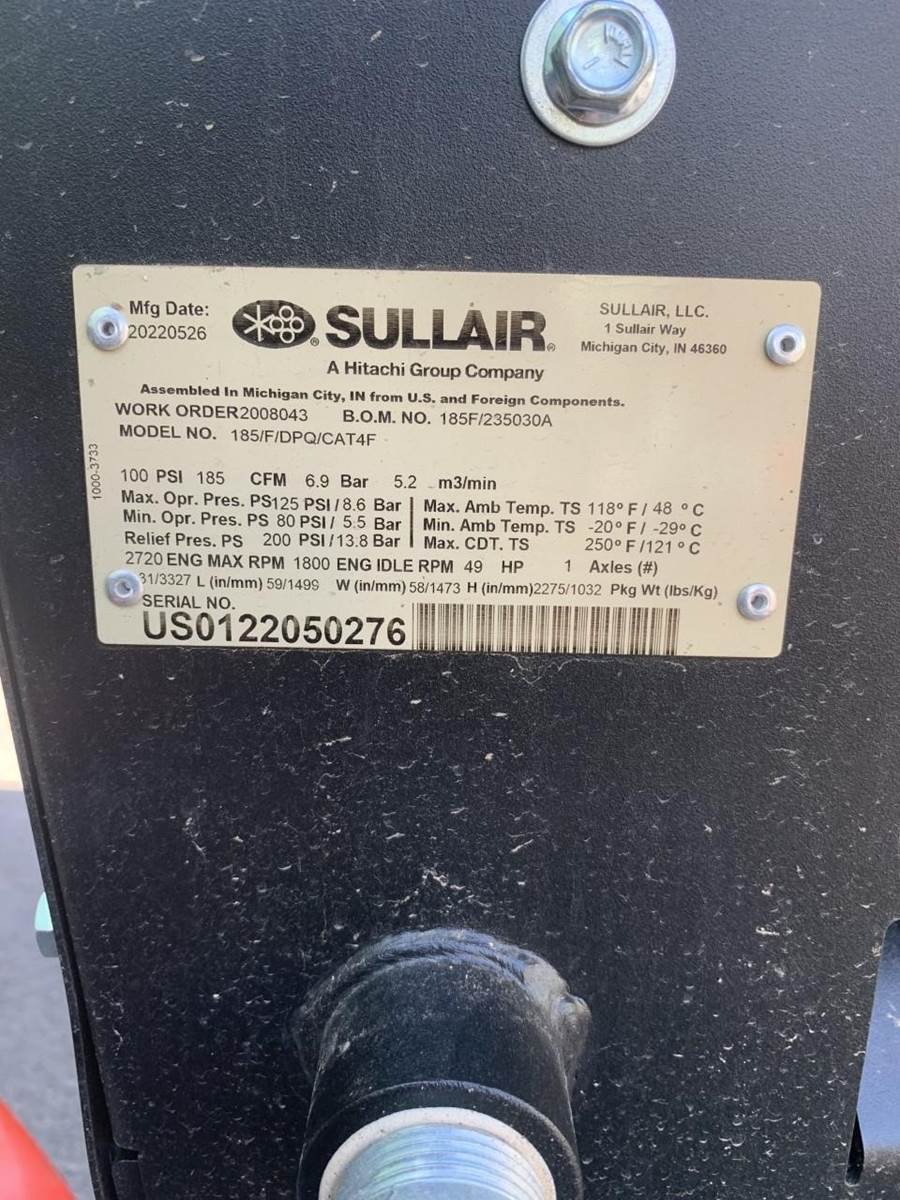 Mfg Date:
20220526
SULLAIR®
A Hitachi Group Company
SULLAIR, LLC.
1 Sullair Way
Michigan City, IN 46360
Assembled In Michigan City, IN from U.S. and Foreign Components.
WORK ORDER2008043 B.O.M. NO. 185F/235030A
MODEL NO. 185/F/DPQ/CAT4F
1000-3733
100 PSI 185 CFM 6.9 Bar 5.2 m3/min
Max. Opr. Pres. PS125 PSI/8.6 Bar Max. Amb Temp. TS 118° F/ 48 ° C
Min. Opr. Pres. PS 80 PSI/ 5.5 Bar Min. Amb Temp. TS -20° F/ -29° C
Relief Pres. PS 200 PSI/13.8 Bar Max. CDT. TS 250° F/121 ° C
2720 ENG MAX RPM 1800 ENG IDLE RPM 49 HP 1 Axles (#)
31/3327 L (in/mm) 59/1499 W (in/mm) 58/1473 H (in/mm)2275/1032 Pkg Wt (lbs/Kg)
SERIAL NO.
US0122050276